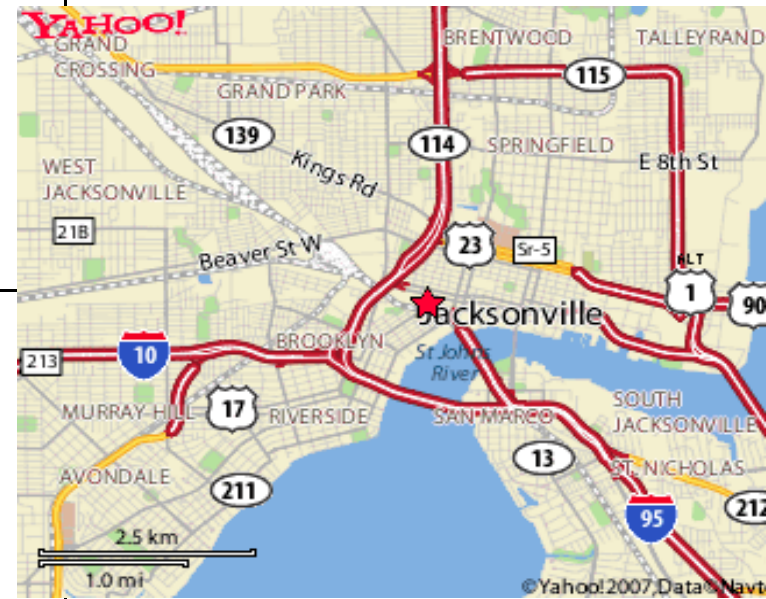 YAHOO!
GRAND
CROSSING
BRENTWOOD
TALLEYRAND
115
GRAND PARK
139
114
SPRINGFIELD
Kings Rd
E 8th St
WEST
JACKSONVILLE
21B
23
Sr-5
Beaver St W
ALT
1
90
Jacksonville
BROOKLYN
St Johns
River
10
213
17
MURRAY HILL
RIVERSIDE
SAN MARCO
SOUTH
JACKSONVILLE
13
ST. NICHOLAS
AVONDALE
211
212
95
2.5 km
1.0 mi
©Yahoo!2007,Data©Navte